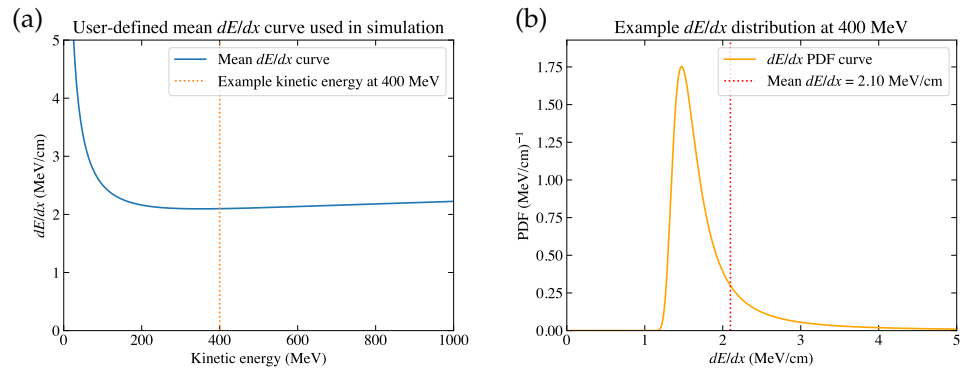 (a)
User-defined mean dE/dx curve used in simulation
Mean dE/dx curve
Example kinetic energy at 400 MeV
dE/dx (MeV/cm)
5
4
3
2
1
0
0 200 400 600 800 1000
Kinetic energy (MeV)
(b)
Example dE/dx distribution at 400 MeV
dE/dx PDF curve
Mean dE/dx = 2.10 MeV/cm
PDF (MeV/cm)⁻¹
1.75
1.50
1.25
1.00
0.75
0.50
0.25
0.00
0 1 2 3 4 5
dE/dx (MeV/cm)